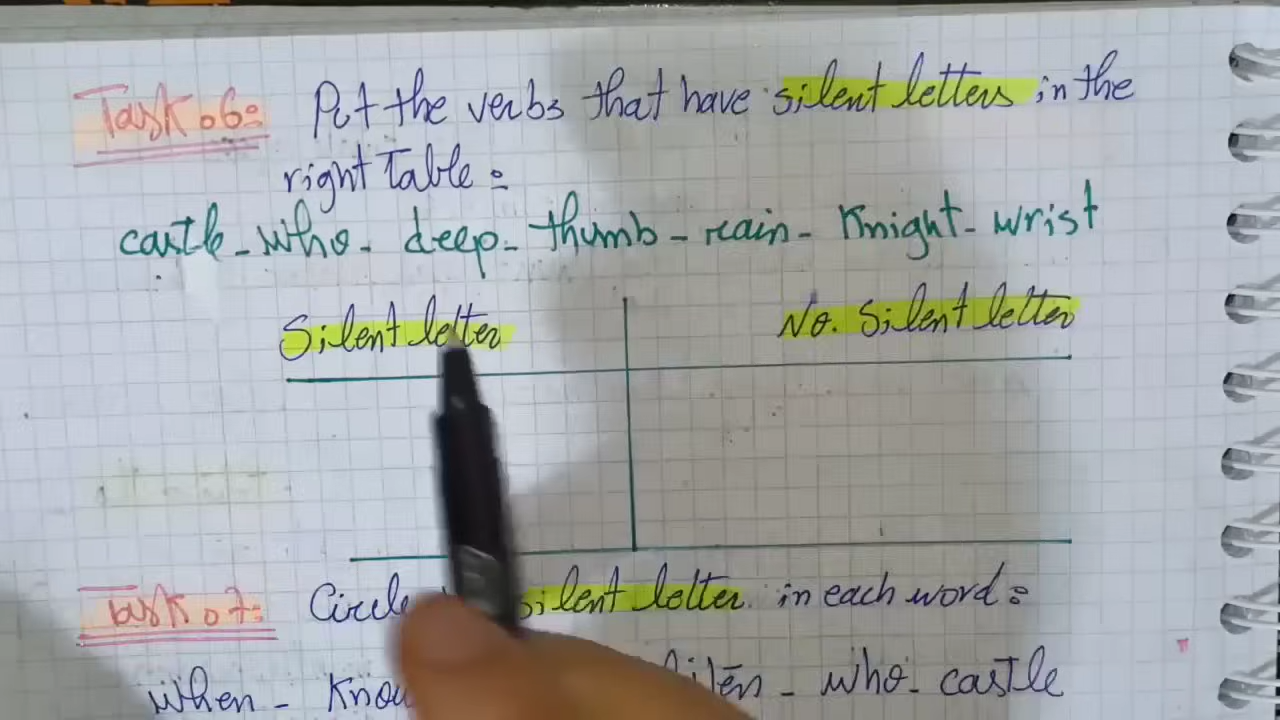 Task 06: Put the verbs that have silent letters in the
right Table:
castle - who - deep - thumb - rain - Knight - wrist
Silent letter
No. Silent letter
Task 07: Circle silent letter in each word:
when - Know - who - castle